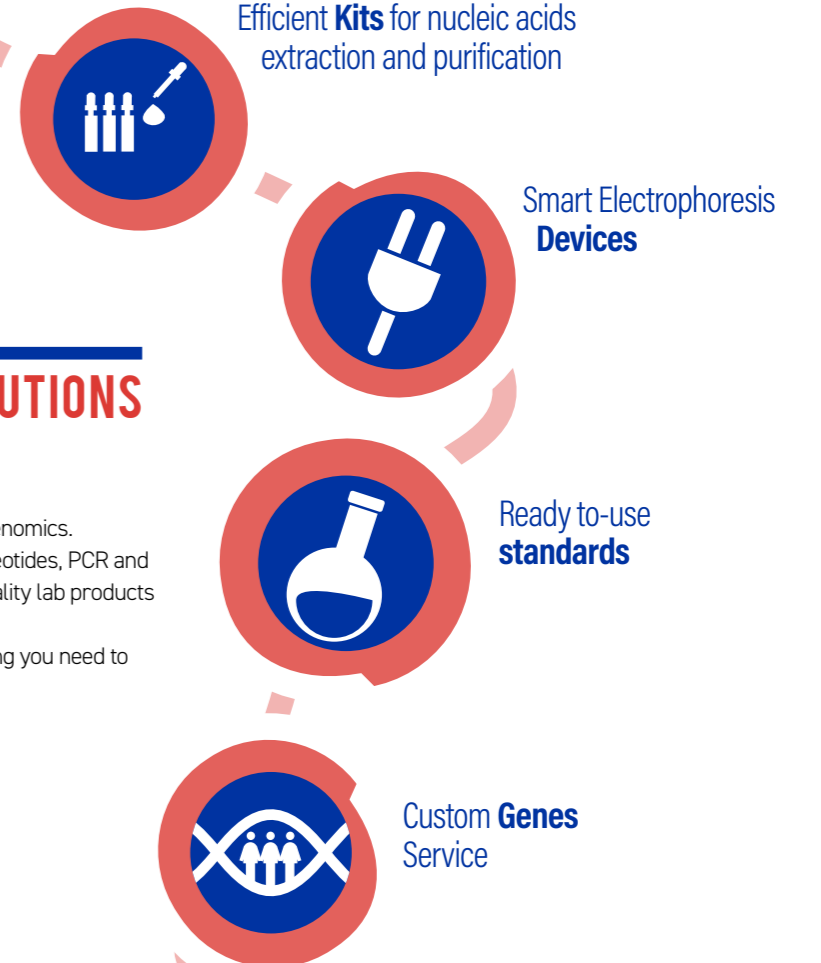 Efficient Kits for nucleic acids
extraction and purification
Smart Electrophoresis
Devices
UTIONS
enomics.
eotides, PCR and
ality lab products
ng you need to
Ready to-use
standards
Custom Genes
Service